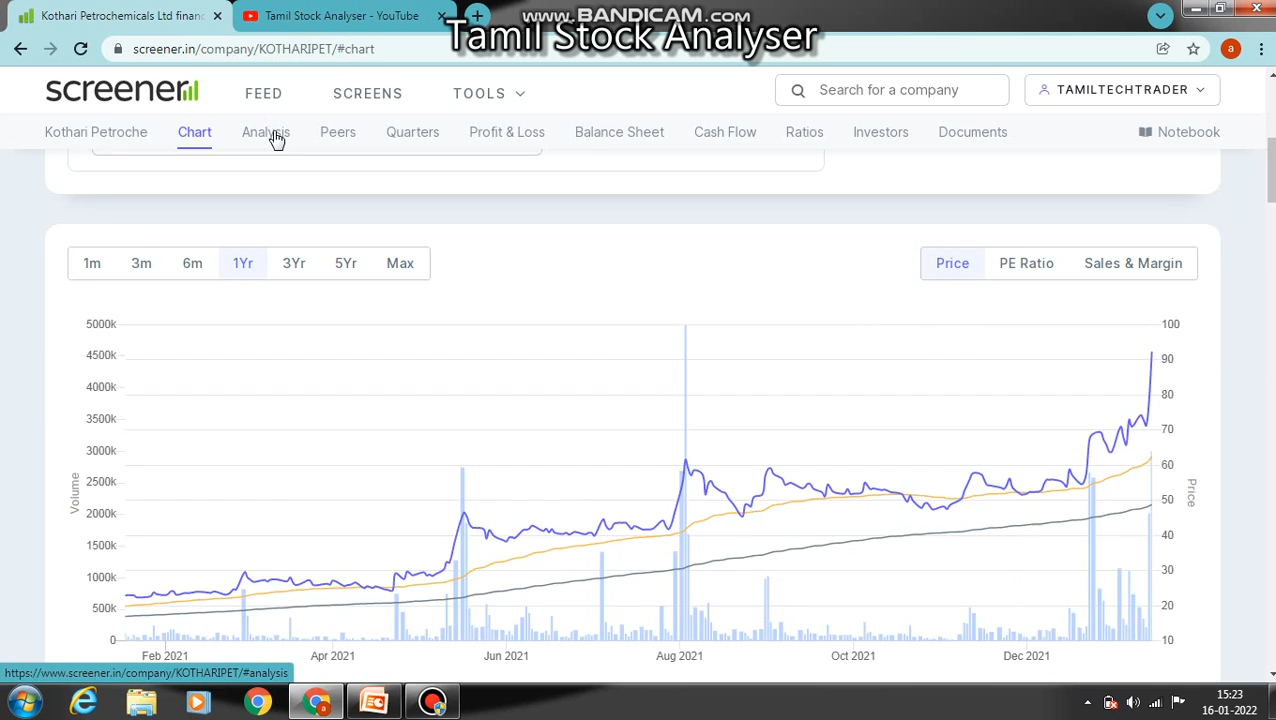 Kothari Petrochemicals Ltd finan
Tamil Stock Analyser - YouTube
www.BANDICAM.com
Tamil Stock Analyser
screener.in/company/KOTHARIPET/#chart
a
screener
FEED
SCREENS
TOOLS
Search for a company
TAMILTECHTRADER
Kothari Petroche
Chart
Analysis
Peers
Quarters
Profit & Loss
Balance Sheet
Cash Flow
Ratios
Investors
Documents
Notebook
1m 3m 6m 1Yr 3Yr 5Yr Max
Price PE Ratio Sales & Margin
5000k
4500k
4000k
3500k
3000k
2500k
2000k
1500k
1000k
500k
0
Volume
100
90
80
70
60
50
40
30
20
10
Price
Feb 2021
Apr 2021
Jun 2021
Aug 2021
Oct 2021
Dec 2021
https://www.screener.in/company/KOTHARIPET/#analysis
15:23
16-01-2022